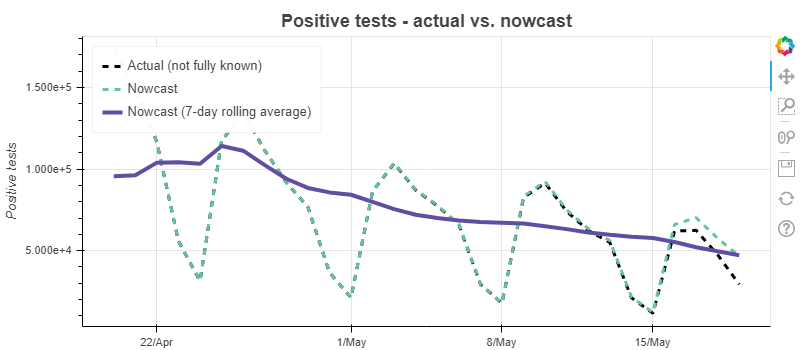 Positive tests - actual vs. nowcast
Actual (not fully known)
Nowcast
Nowcast (7-day rolling average)
1.500e+5
1.000e+5
5.000e+4
Positive tests
22/Apr
1/May
8/May
15/May